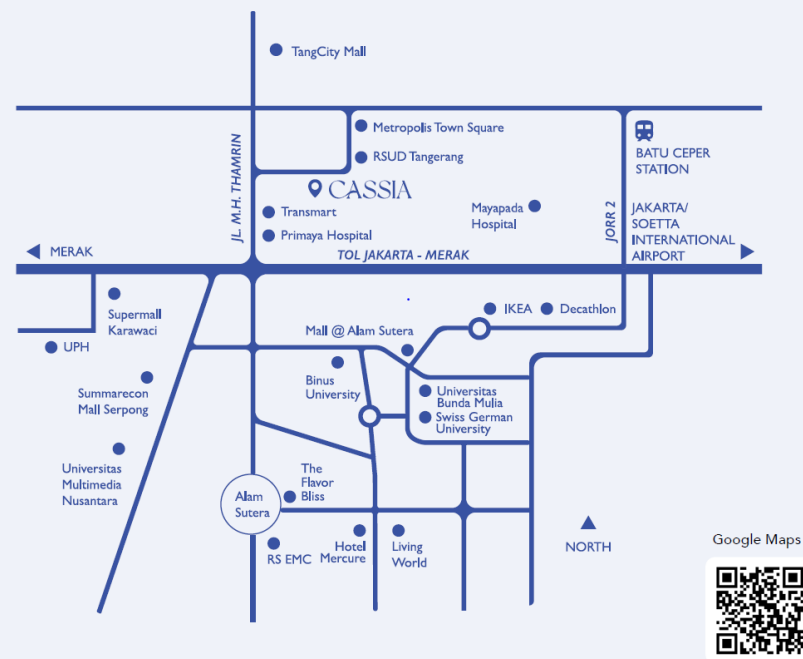 TangCity Mall
Metropolis Town Square
RSUD Tangerang
JL. M.H. THAMRIN
CASSIA
Transmart
Primaya Hospital
Mayapada
Hospital
JORR 2
BATU CEPER
STATION
JAKARTA/
SOETTA
INTERNATIONAL
AIRPORT
MERAK
TOL JAKARTA - MERAK
Supermall
Karawaci
UPH
Summarecon
Mall Serpong
Universitas
Multimedia
Nusantara
Mall @ Alam Sutera
IKEA
Decathlon
Binus
University
Universitas
Bunda Mulia
Swiss German
University
The
Flavor
Bliss
Alam
Sutera
RS EMC
Hotel
Mercure
Living
World
NORTH
Google Maps